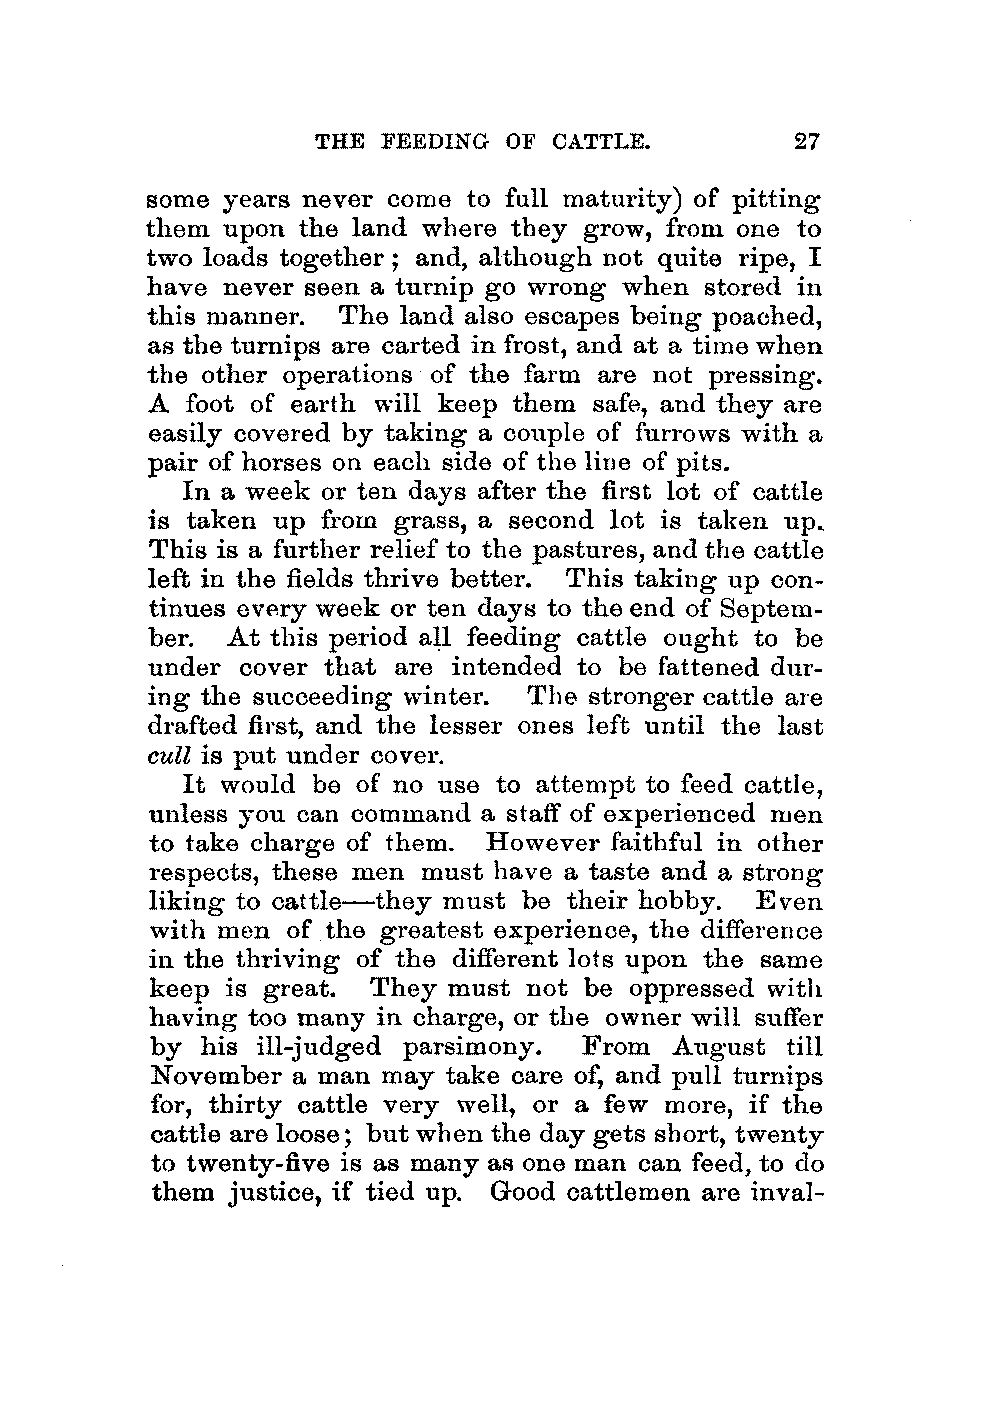 THE FEEDING OF CATTLE. 27
some years never come to full maturity) of pitting
them upon the land where they grow, from one to
two loads together ; and, although not quite ripe, I
have never seen a turnip go wrong when stored in
this manner. The land also escapes being poached,
as the turnips are carted in frost, and at a time when
the other operations of the farm are not pressing.
A foot of earth will keep them safe, and they are
easily covered by taking a couple of furrows with a
pair of horses on each side of the line of pits.
In a week or ten days after the first lot of cattle
is taken up from grass, a second lot is taken up.
This is a further relief to the pastures, and the cattle
left in the fields thrive better. This taking up con-
tinues every week or ten days to the end of Septem-
ber. At this period all feeding cattle ought to be
under cover that are intended to be fattened dur-
ing the succeeding winter. The stronger cattle are
drafted first, and the lesser ones left until the last
cull is put under cover.
It would be of no use to attempt to feed cattle,
unless you can command a staff of experienced men
to take charge of them. However faithful in other
respects, these men must have a taste and a strong
liking to cattle—they must be their hobby. Even
with men of the greatest experience, the difference
in the thriving of the different lots upon the same
keep is great. They must not be oppressed with
having too many in charge, or the owner will suffer
by his ill-judged parsimony. From August till
November a man may take care of, and pull turnips
for, thirty cattle very well, or a few more, if the
cattle are loose; but when the day gets short, twenty
to twenty-five is as many as one man can feed, to do
them justice, if tied up. Good cattlemen are inval-